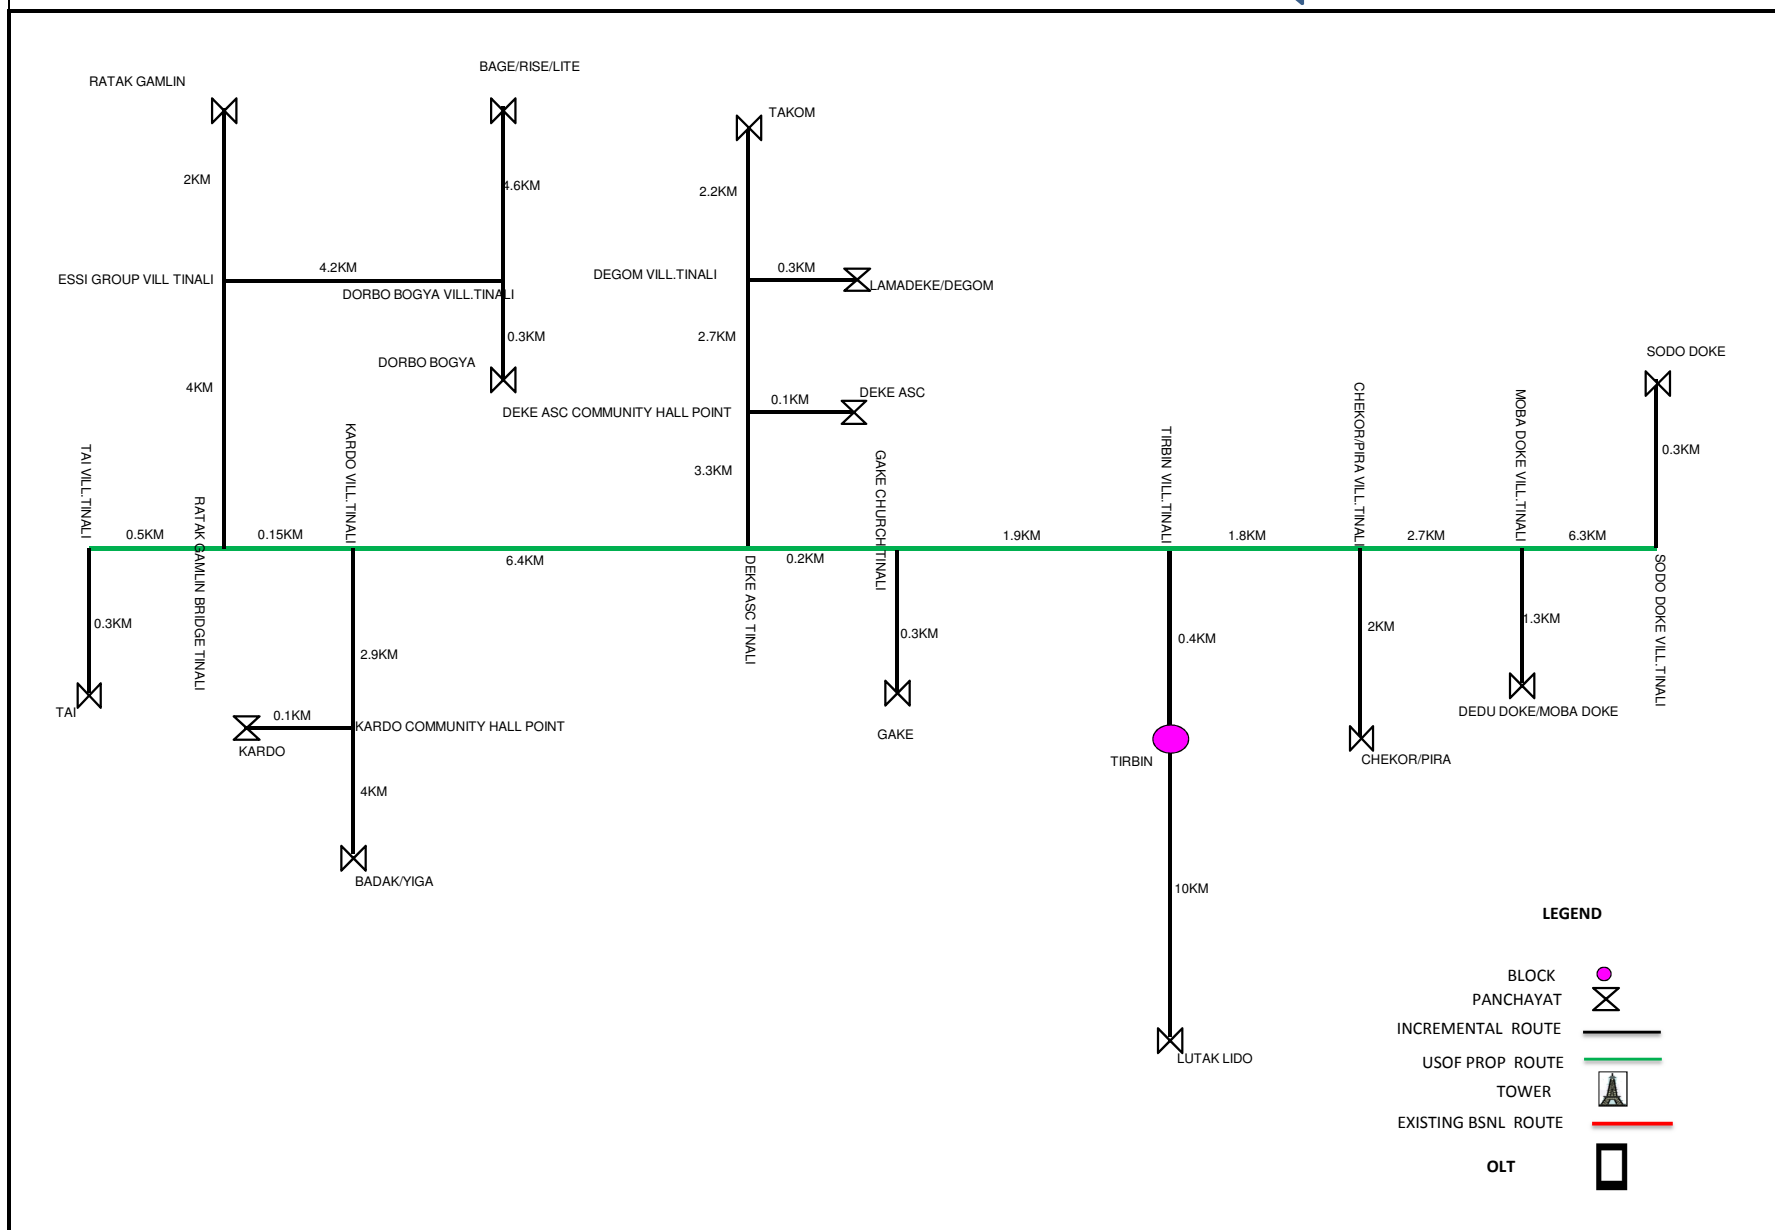 BAGE/RISE/LITE
RATAK GAMLIN
TAKOM
2KM
4.6KM
2.2KM
ESSI GROUP VILL TINALI
4.2KM
DORBO BOGYA VILL.TINALI
DEGOM VILL.TINALI
0.3KM
LAMADEKE/DEGOM
0.3KM
2.7KM
DORBO BOGYA
SODO DOKE
4KM
DEKE ASC COMMUNITY HALL POINT
0.1KM
DEKE ASC
3.3KM
0.3KM
TAI VILL.TINALI
RATAK GAMLIN BRIDGE TINALI
KARDO VILL.TINALI
DEKE ASC TINALI
GAKE CHURCH TINALI
TIRBIN VILL.TINALI
CHEKOR/PIRA VILL.TINALI
MOBA DOKE VILL.TINALI
SODO DOKE VILL.TINALI
0.5KM
0.15KM
6.4KM
0.2KM
1.9KM
1.8KM
2.7KM
6.3KM
0.3KM
2.9KM
0.3KM
0.4KM
2KM
1.3KM
TAI
0.1KM
KARDO COMMUNITY HALL POINT
KARDO
GAKE
TIRBIN
CHEKOR/PIRA
DEDU DOKE/MOBA DOKE
4KM
BADAK/YIGA
10KM
LUTAK LIDO
LEGEND
BLOCK
PANCHAYAT
INCREMENTAL ROUTE
USOF PROP ROUTE
TOWER
EXISTING BSNL ROUTE
OLT